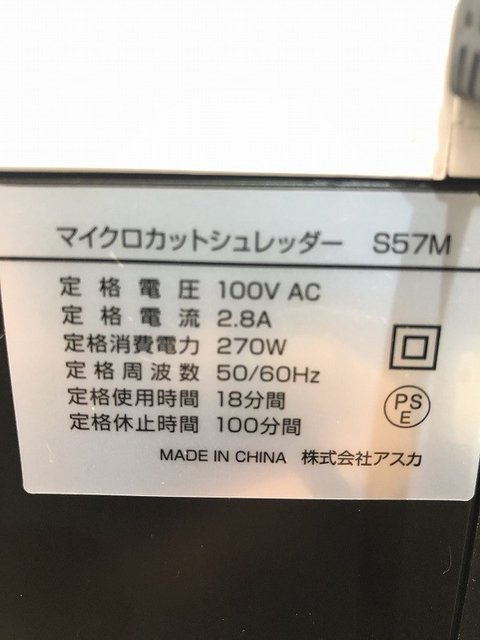 マイクロカットシュレッダー S57M
定格電圧 100V AC
定格電流 2.8A
定格消費電力 270W
定格周波数 50/60Hz
定格使用時間 18分間
定格休止時間 100分間
PS
E
MADE IN CHINA 株式会社アスカ